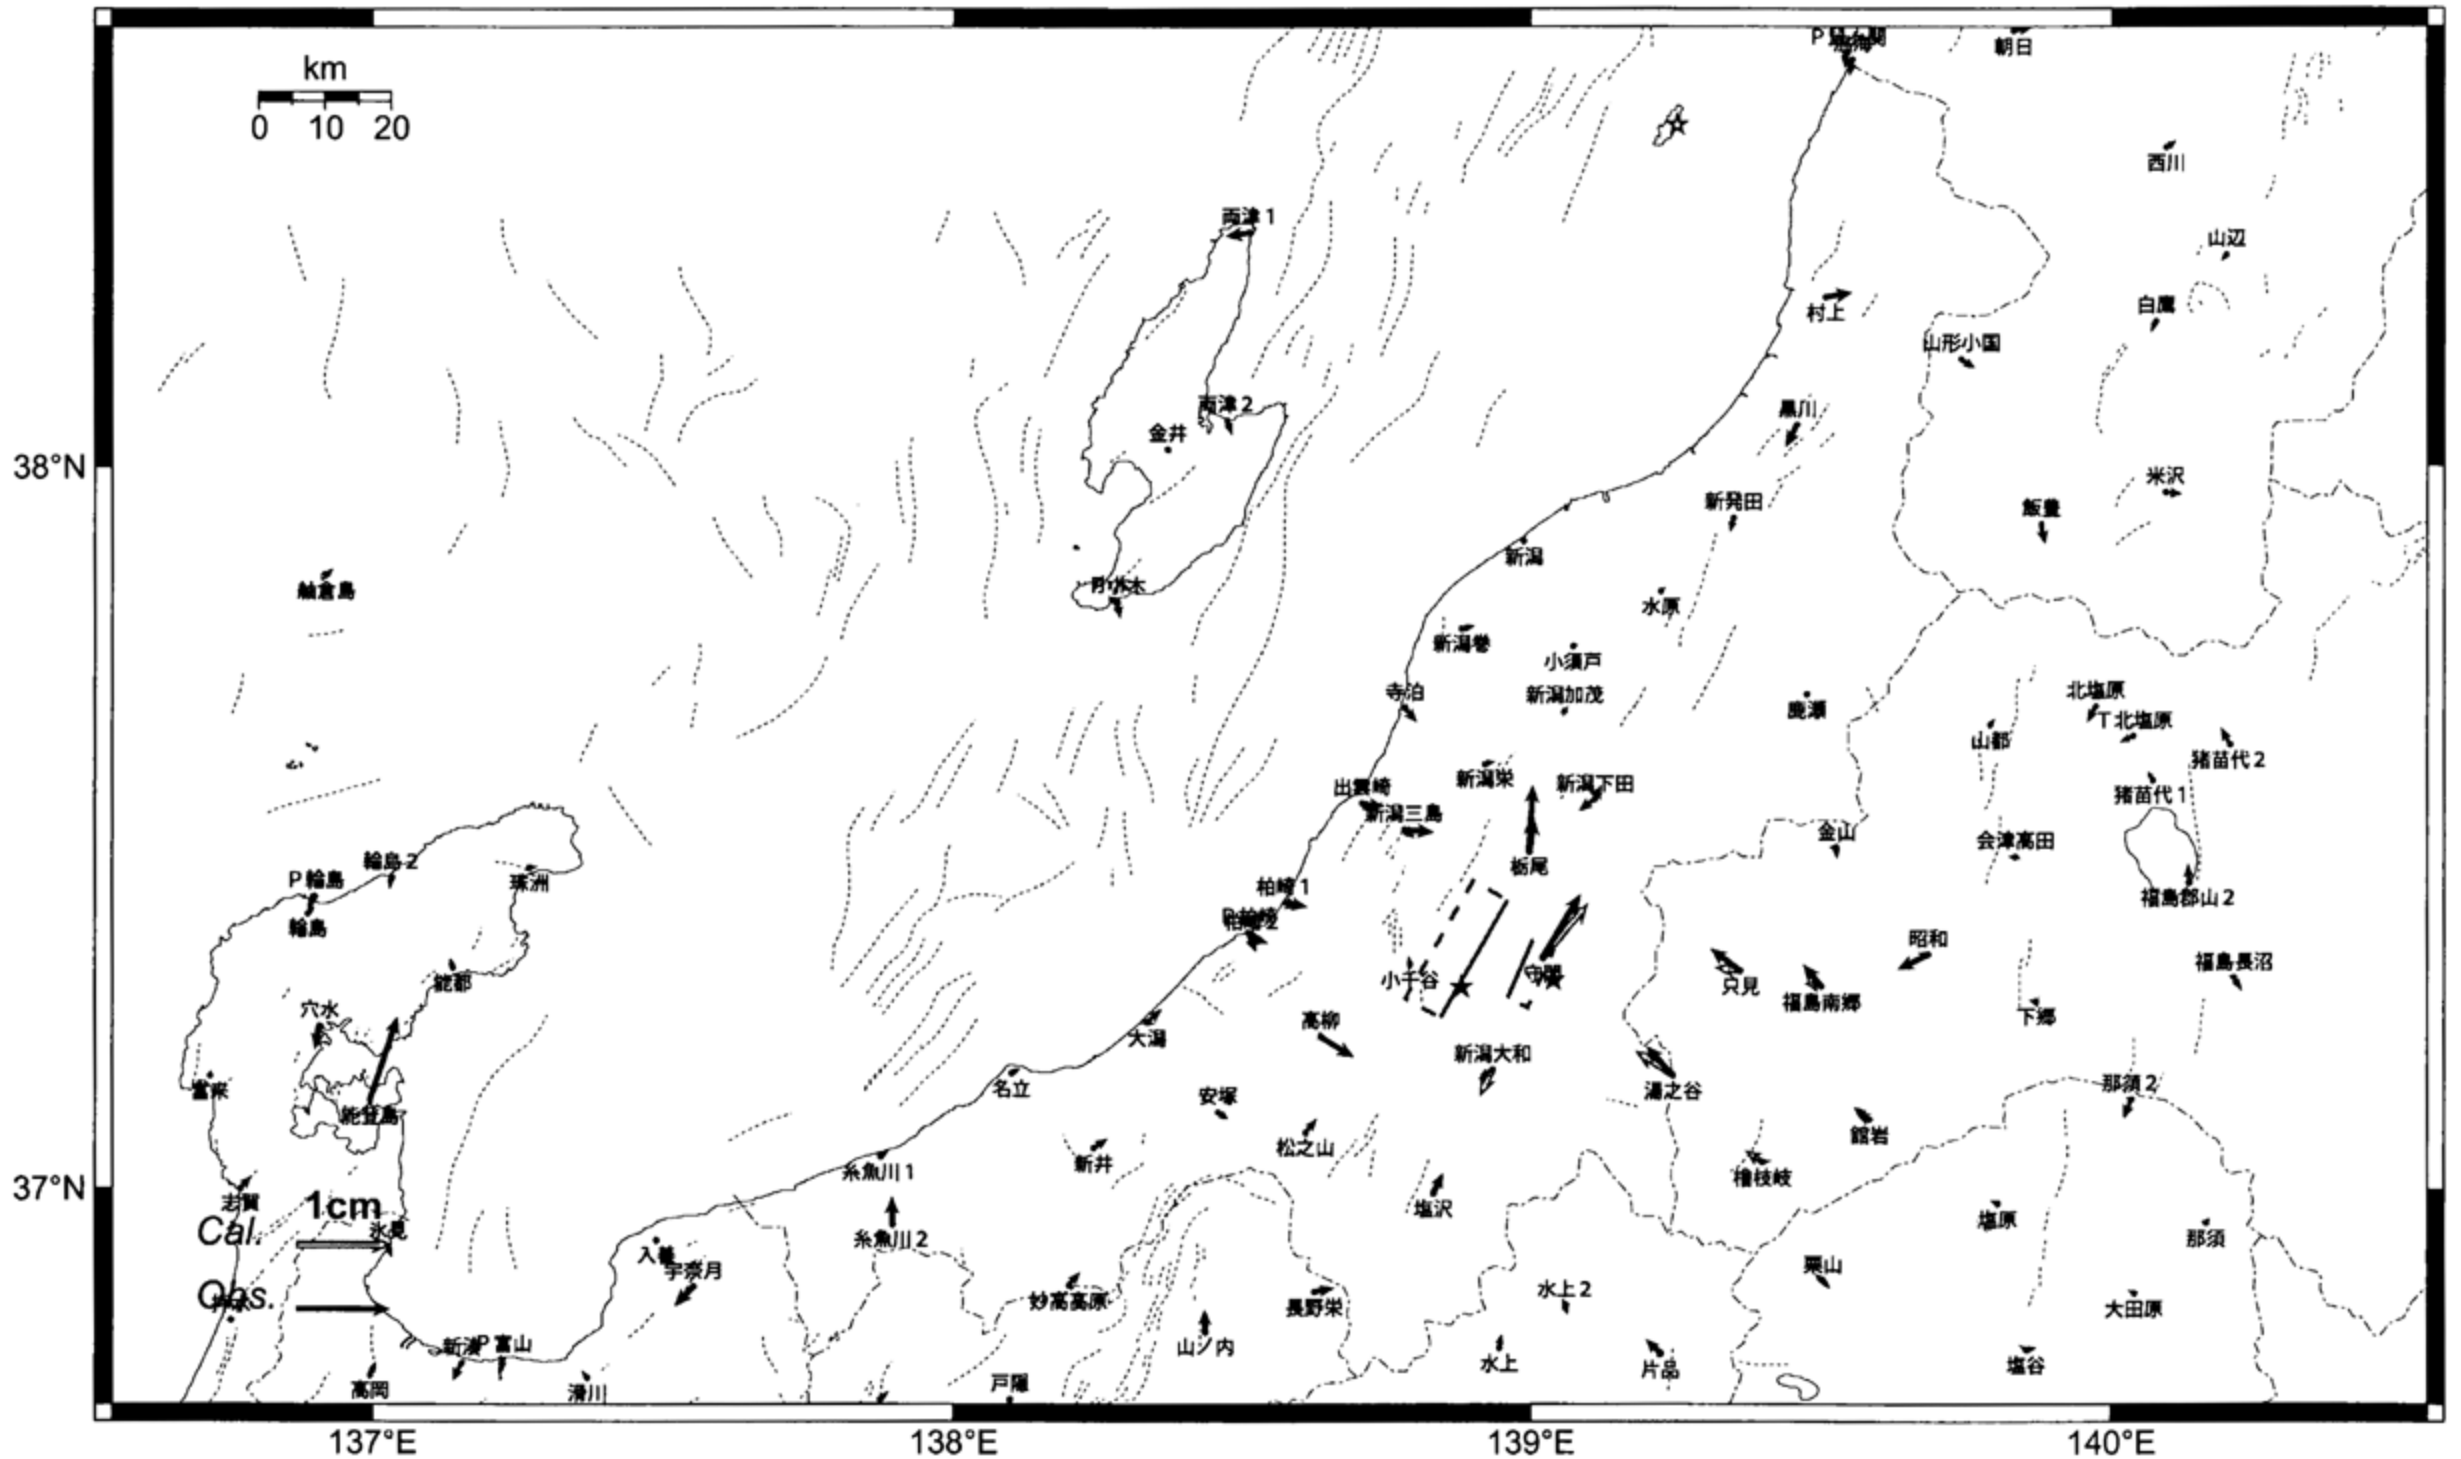 朝日
km
0 10 20
西川
両津1
山辺
村上
白鷹
山形小国
両津2
黒川
金井
38°N
米沢
新発田
飯豊
新潟
舳倉島
水原
新潟巻
小須戸
寺泊
新潟加茂
北塩原
鹿瀬
T北塩原
山都
猪苗代2
新潟栄
新潟下田
出雲崎
猪苗代1
新潟三島
金山
会津高田
輪島2
栃尾
P輪島
珠洲
柏崎1
福島郡山2
輪島
昭和
福島長沼
小千谷
守門
能都
只見
福島南郷
穴水
下郷
高柳
大潟
新潟大和
那須2
富来
名立
湯之谷
安塚
能登島
館岩
松之山
新井
糸魚川1
檜枝岐
37°N
志賀
1cm
塩沢
塩原
Cal.
氷見
糸魚川2
那須
入善
宇奈月
栗山
水上2
Obs.
妙高高原
長野栄
大田原
新湊
P富山
山ノ内
水上
片品
塩谷
高岡
滑川
戸隠
137°E 138°E 139°E 140°E